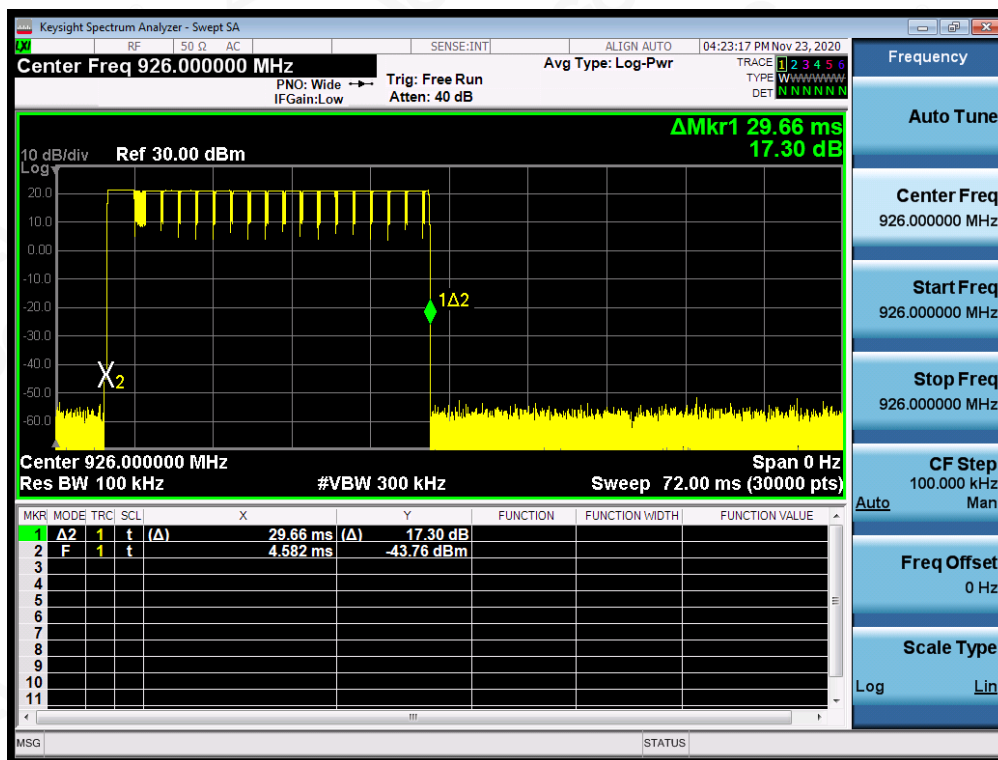 Keysight Spectrum Analyzer - Swept SA
LXI RF 50 Ω AC SENSE:INT ALIGN AUTO 04:23:17 PM Nov 23, 2020
Center Freq 926.000000 MHz
PNO: Wide
IFGain:Low
Trig: Free Run
Atten: 40 dB
Avg Type: Log-Pwr
TRACE 1 2 3 4 5 6
TYPE WWWWWW
DET N N N N N N
ΔMkr1 29.66 ms
17.30 dB
10 dB/div Ref 30.00 dBm
Log
20.0
10.0
0.00
-10.0
-20.0
-30.0
-40.0
-50.0
-60.0
1Δ2
X2
Center 926.000000 MHz Span 0 Hz
Res BW 100 kHz #VBW 300 kHz Sweep 72.00 ms (30000 pts)
MKR MODE TRC SCL X Y FUNCTION FUNCTION WIDTH FUNCTION VALUE
1 Δ2 1 t (Δ) 29.66 ms (Δ) 17.30 dB
2 F 1 t 4.582 ms -43.76 dBm
3
4
5
6
7
8
9
10
11
MSG STATUS
Frequency
Auto Tune
Center Freq
926.000000 MHz
Start Freq
926.000000 MHz
Stop Freq
926.000000 MHz
CF Step
100.000 kHz
Auto Man
Freq Offset
0 Hz
Scale Type
Log Lin